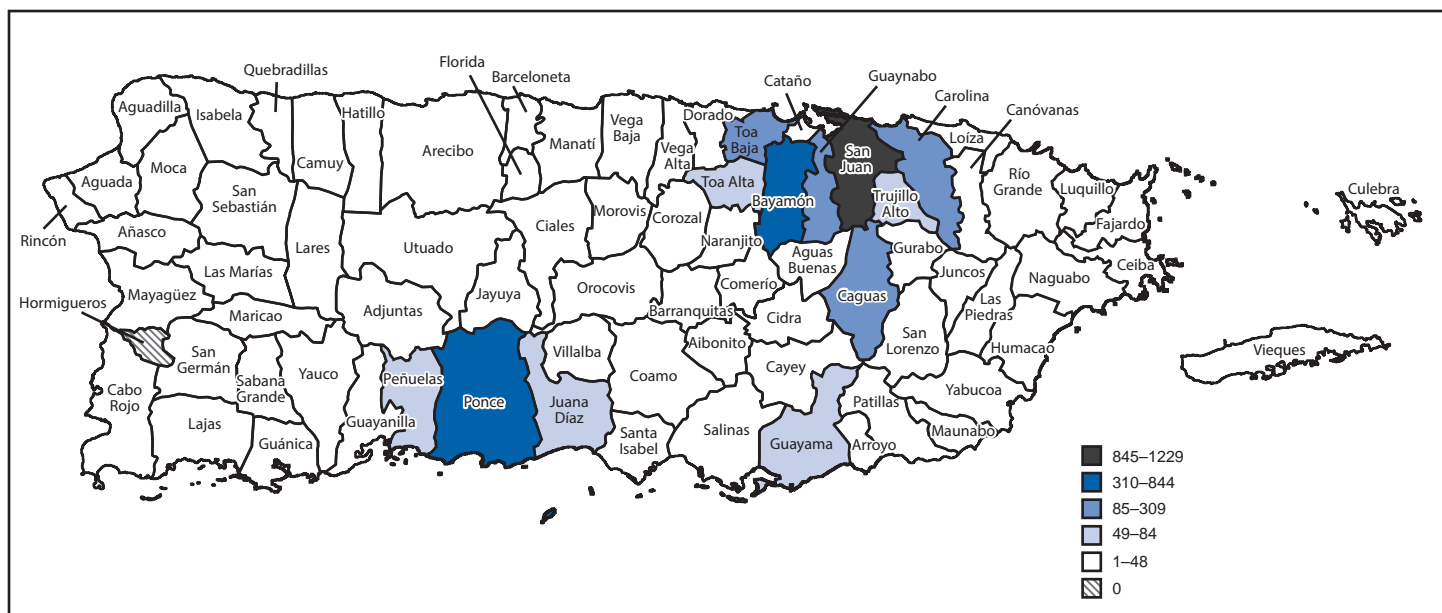 Quebradillas
Florida
Barceloneta
Cataño
Guaynabo
Carolina
Canóvanas
Aguadilla
Isabela
Hatillo
Camuy
Arecibo
Manatí
Vega
Baja
Vega
Alta
Dorado
Toa
Baja
San
Juan
Loíza
Moca
Aguada
San
Sebastián
Toa Alta
Bayamón
Trujillo
Alto
Río
Grande
Luquillo
Fajardo
Culebra
Rincón
Añasco
Lares
Utuado
Ciales
Morovis
Corozal
Naranjito
Aguas
Buenas
Gurabo
Juncos
Naguabo
Ceiba
Las Marías
Hormigueros
Mayagüez
Maricao
Adjuntas
Jayuya
Orocovis
Barranquitas
Comerío
Cidra
Caguas
San
Lorenzo
Las
Piedras
Humacao
Vieques
San
Germán
Sabana
Grande
Yauco
Peñuelas
Ponce
Villalba
Juana
Díaz
Coamo
Aibonito
Cayey
Yabucoa
Cabo
Rojo
Lajas
Guánica
Guayanilla
Santa
Isabel
Salinas
Guayama
Patillas
Arroyo
Maunabo
845–1229
310–844
85–309
49–84
1–48
0